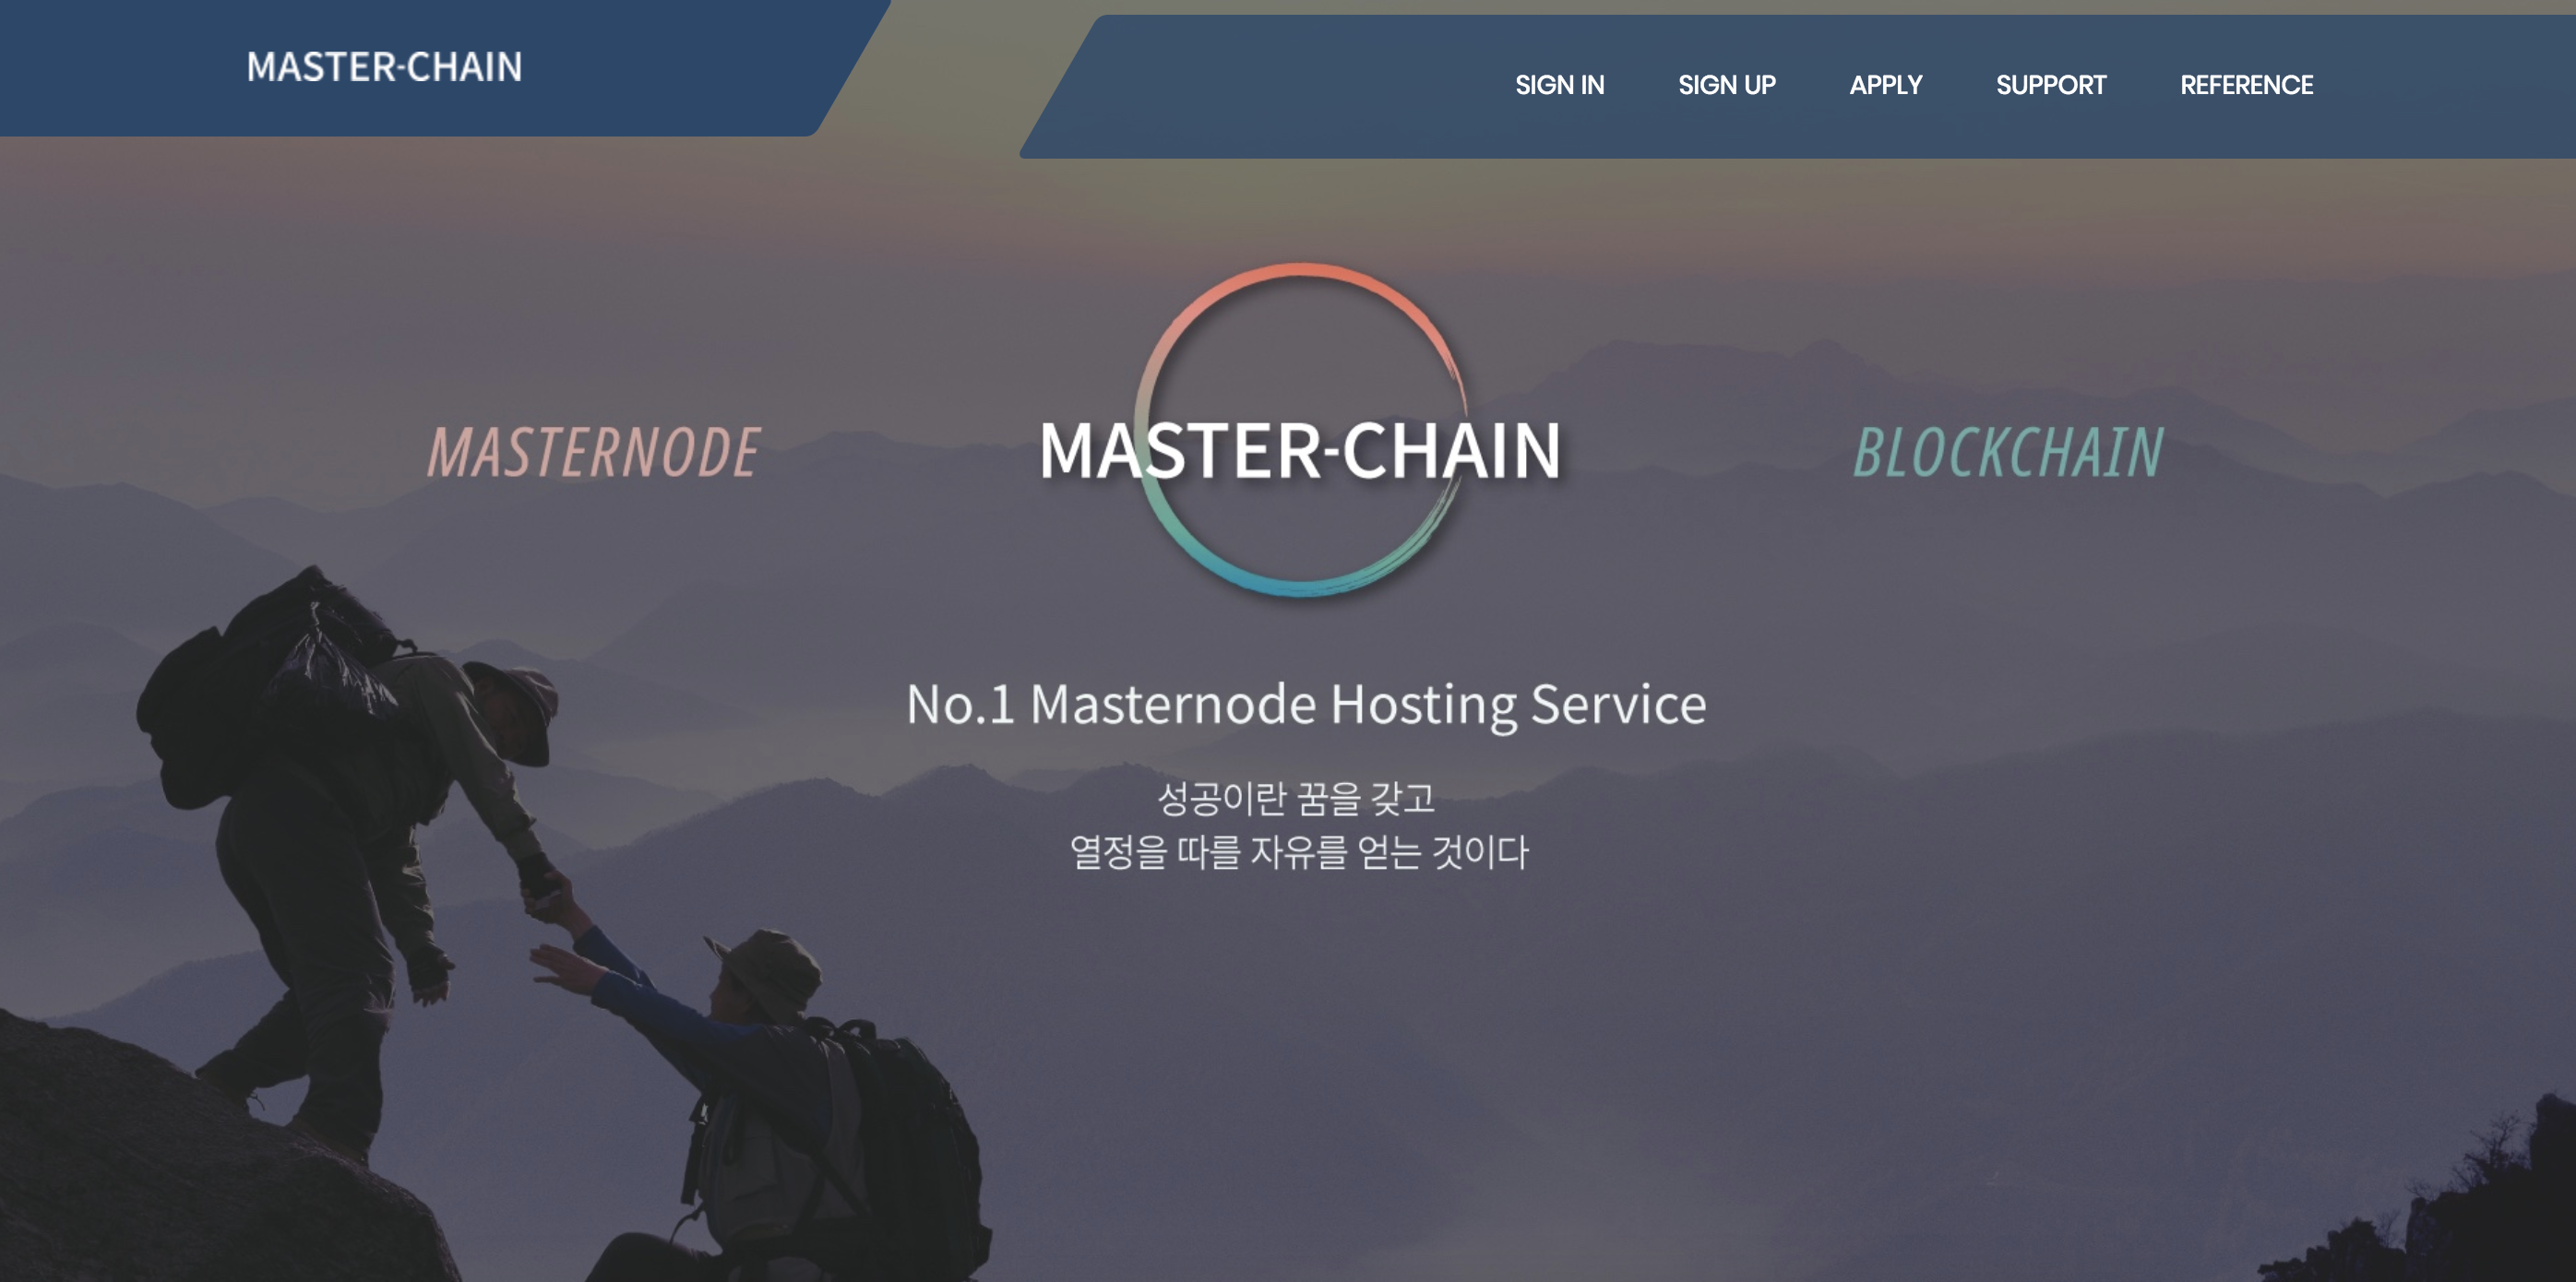 MASTER-CHAIN
SIGN IN
SIGN UP
APPLY
SUPPORT
REFERENCE
MASTERNODE
MASTER-CHAIN
BLOCKCHAIN
No.1 Masternode Hosting Service
성공이란 꿈을 갖고
열정을 따를 자유를 얻는 것이다